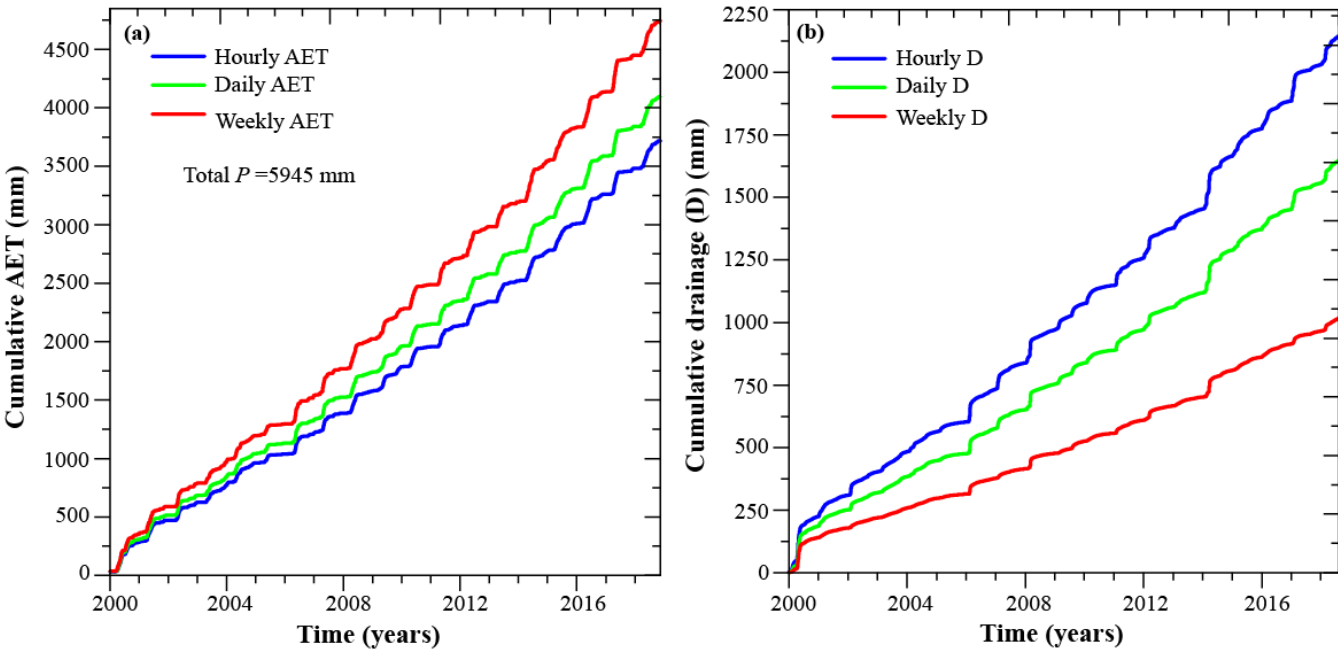 (a)
Hourly AET
Daily AET
Weekly AET
Total P =5945 mm
Cumulative AET (mm)
4500
4000
3500
3000
2500
2000
1500
1000
500
0
2000 2004 2008 2012 2016
Time (years)
(b)
Hourly D
Daily D
Weekly D
Cumulative drainage (D) (mm)
2250
2000
1750
1500
1250
1000
750
500
250
0
2000 2004 2008 2012 2016
Time (years)